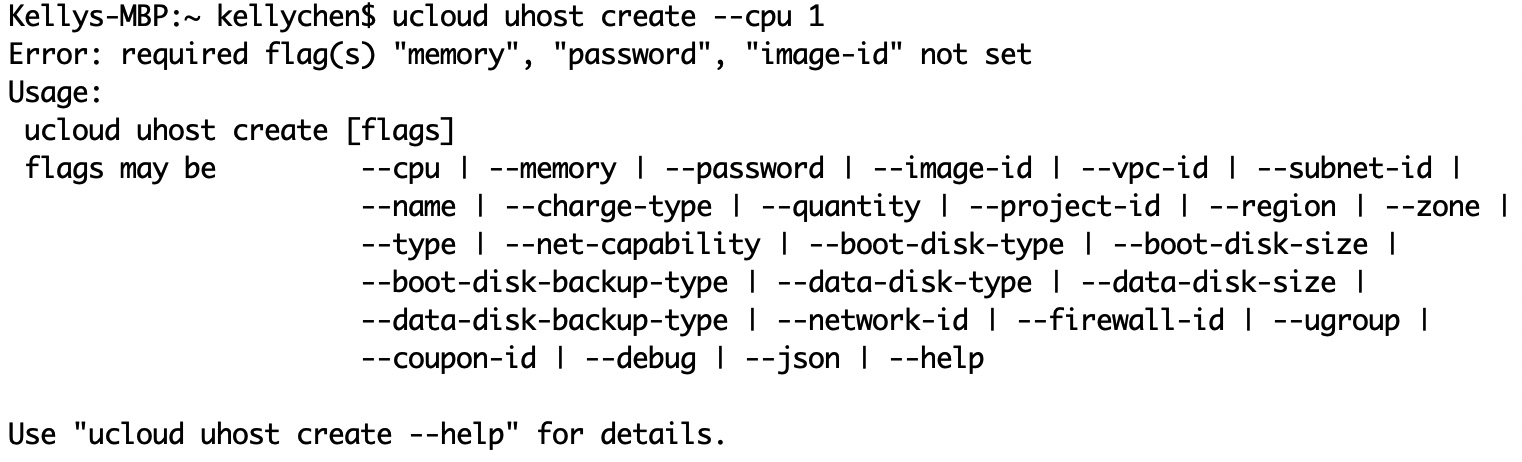 Kellys-MBP:~ kellychen$ ucloud uhost create --cpu 1
Error: required flag(s) "memory", "password", "image-id" not set
Usage:
 ucloud uhost create [flags]
 flags may be         --cpu | --memory | --password | --image-id | --vpc-id | --subnet-id |
                      --name | --charge-type | --quantity | --project-id | --region | --zone |
                      --type | --net-capability | --boot-disk-type | --boot-disk-size |
                      --boot-disk-backup-type | --data-disk-type | --data-disk-size |
                      --data-disk-backup-type | --network-id | --firewall-id | --ugroup |
                      --coupon-id | --debug | --json | --help

Use "ucloud uhost create --help" for details.